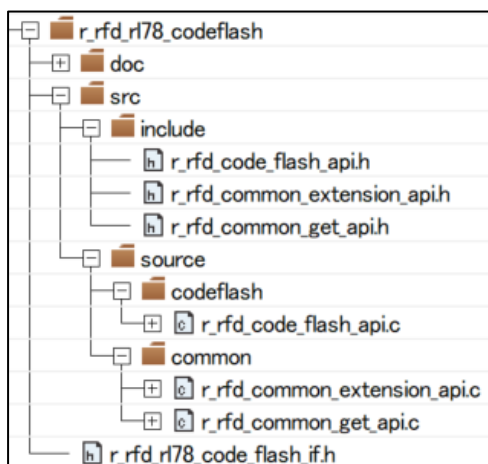 r_rfd_rl78_codeflash
doc
src
include
h r_rfd_code_flash_api.h
h r_rfd_common_extension_api.h
h r_rfd_common_get_api.h
source
codeflash
c r_rfd_code_flash_api.c
common
c r_rfd_common_extension_api.c
c r_rfd_common_get_api.c
h r_rfd_rl78_code_flash_if.h